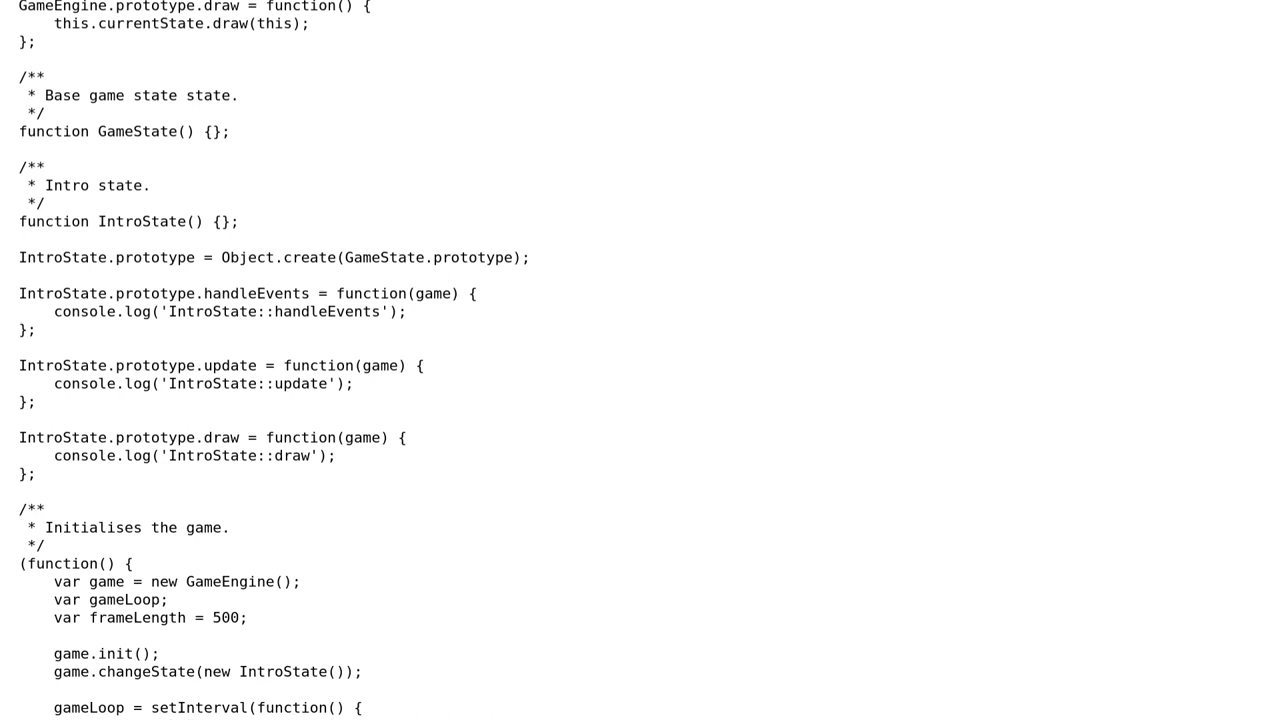 GameEngine.prototype.draw = function() {
    this.currentState.draw(this);
};

/**
 * Base game state state.
 */
function GameState() {};

/**
 * Intro state.
 */
function IntroState() {};

IntroState.prototype = Object.create(GameState.prototype);

IntroState.prototype.handleEvents = function(game) {
    console.log('IntroState::handleEvents');
};

IntroState.prototype.update = function(game) {
    console.log('IntroState::update');
};

IntroState.prototype.draw = function(game) {
    console.log('IntroState::draw');
};

/**
 * Initialises the game.
 */
(function() {
    var game = new GameEngine();
    var gameLoop;
    var frameLength = 500;

    game.init();
    game.changeState(new IntroState());

    gameLoop = setInterval(function() {